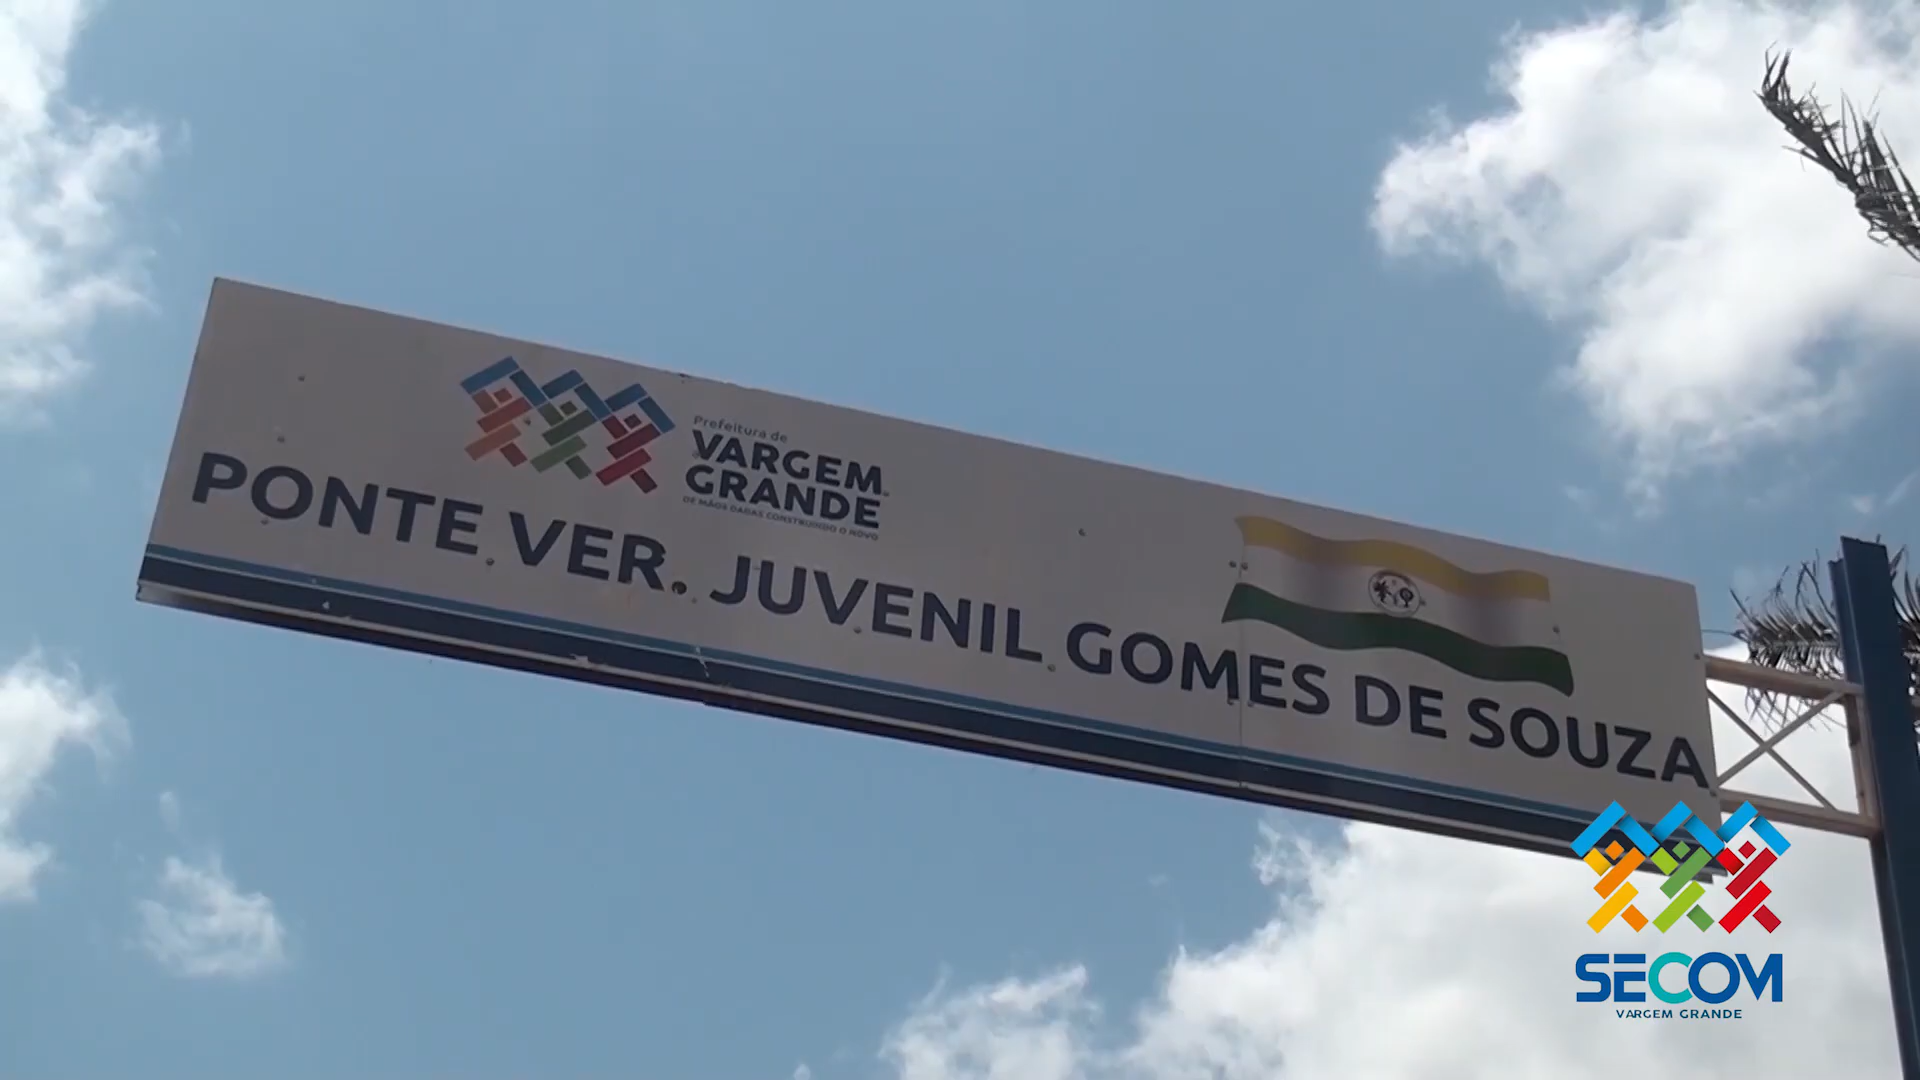 Prefeitura de
VARGEM
GRANDE
DE MÃOS DADAS CONSTRUINDO O NOVO
PONTE VER. JUVENIL GOMES DE SOUZA
SECOM
VARGEM GRANDE